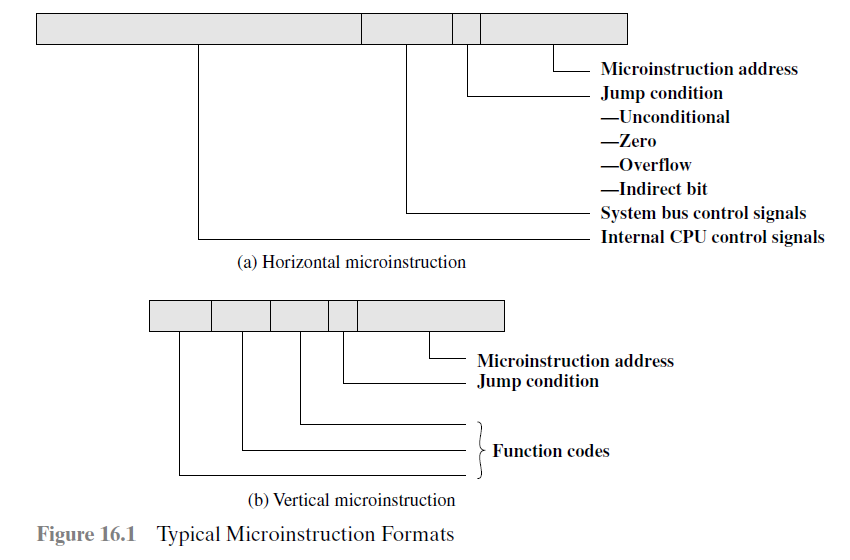 Microinstruction address
Jump condition
—Unconditional
—Zero
—Overflow
—Indirect bit
System bus control signals
Internal CPU control signals
(a) Horizontal microinstruction
Microinstruction address
Jump condition
Function codes
(b) Vertical microinstruction
Figure 16.1 Typical Microinstruction Formats